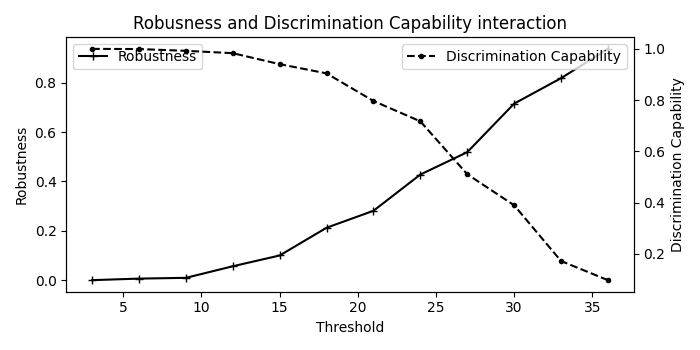 Robusness and Discrimination Capability interaction
Robustness
Discrimination Capability
0.8
0.6
0.4
0.2
0.0
Robustness
1.0
0.8
0.6
0.4
0.2
Discrimination Capability
5 10 15 20 25 30 35
Threshold